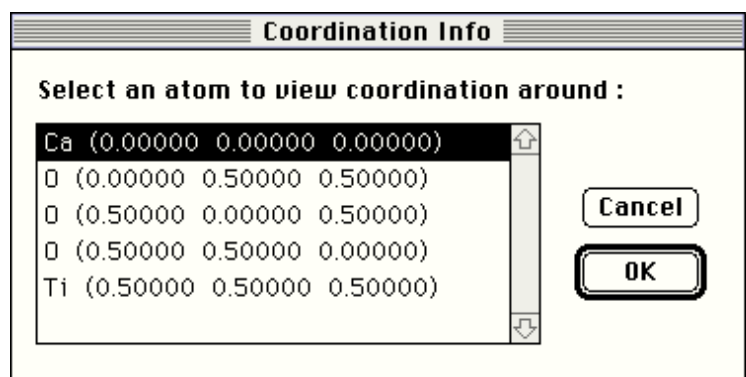 Coordination Info
Select an atom to view coordination around :
Ca (0.00000 0.00000 0.00000)
O (0.00000 0.50000 0.50000)
O (0.50000 0.00000 0.50000)
O (0.50000 0.50000 0.00000)
Ti (0.50000 0.50000 0.50000)
Cancel
OK